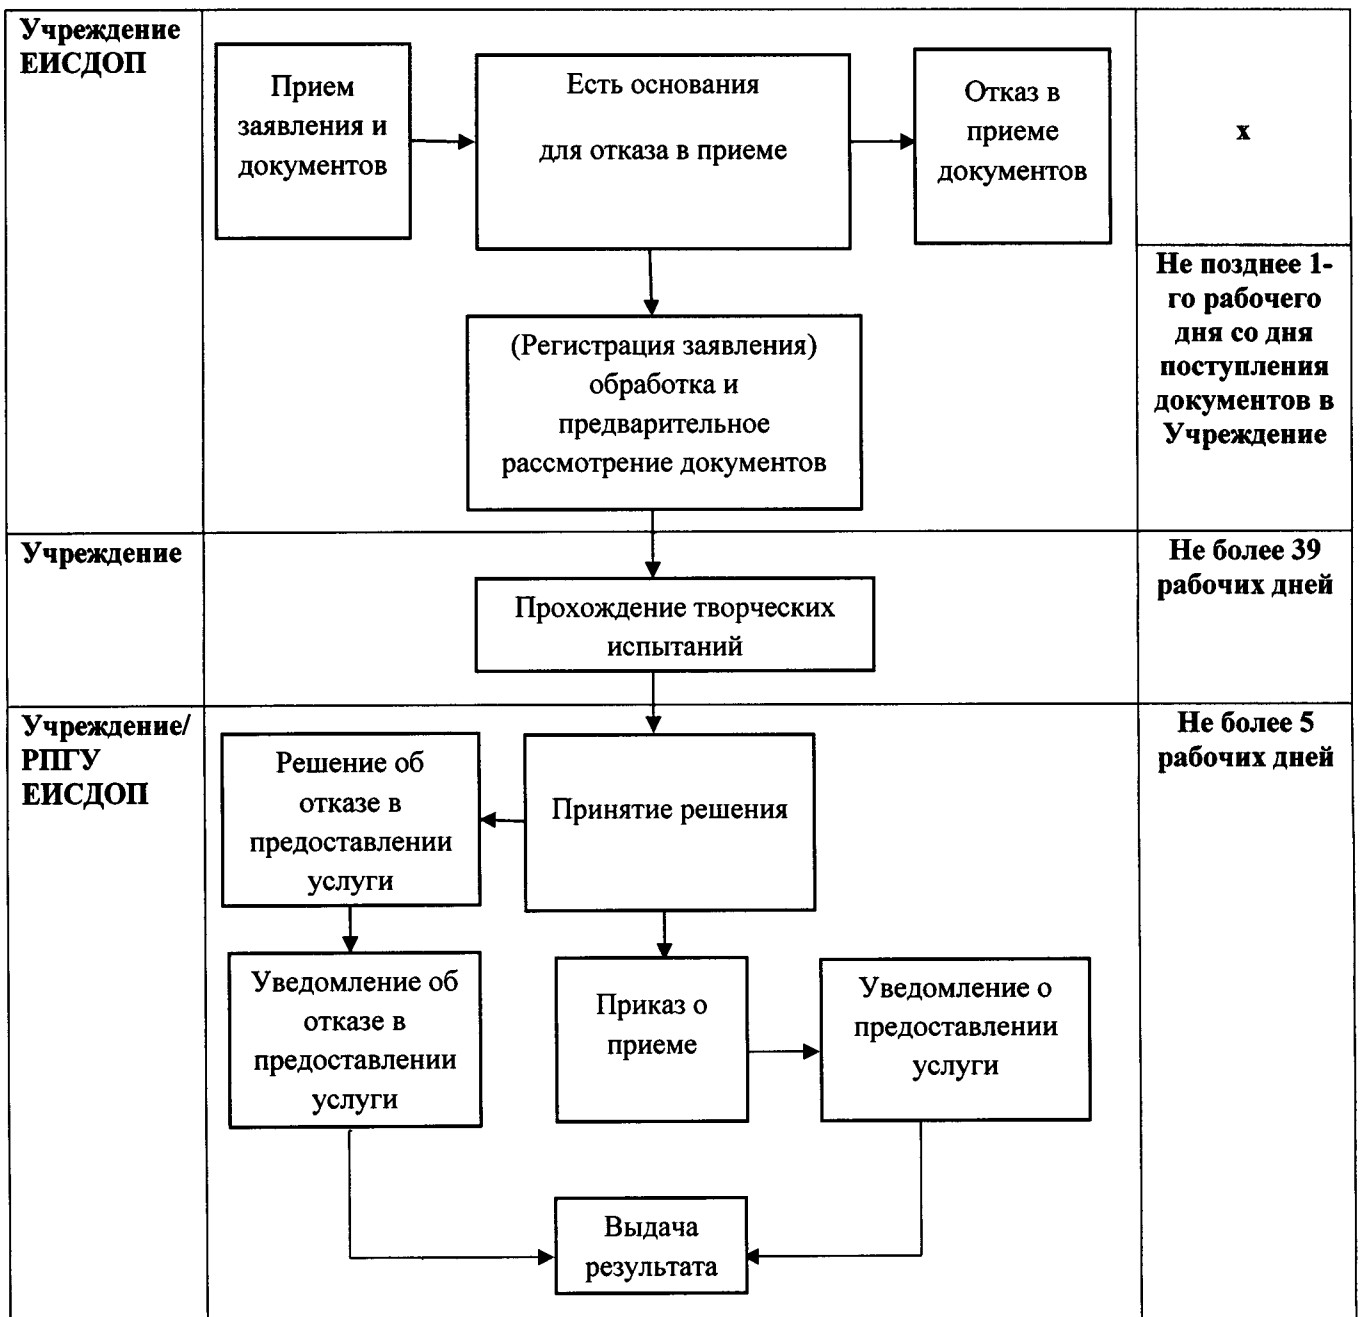 Учреждение
ЕИСДОП
Прием
заявления и
документов
Есть основания
для отказа в приеме
Отказ в
приеме
документов
х
(Регистрация заявления)
обработка и
предварительное
рассмотрение документов
Не позднее 1-
го рабочего
дня со дня
поступления
документов в
Учреждение
Учреждение
Прохождение творческих
испытаний
Не более 39
рабочих дней
Учреждение/
РПГУ
ЕИСДОП
Решение об
отказе в
предоставлении
услуги
Принятие решения
Не более 5
рабочих дней
Уведомление об
отказе в
предоставлении
услуги
Приказ о
приеме
Уведомление о
предоставлении
услуги
Выдача
результата